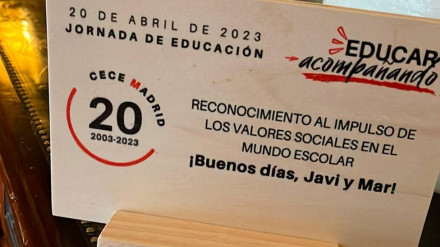 20 DE ABRIL DE 2023
JORNADA DE EDUCACIÓN
EDUCAR
acompañando
CECE MADRID
20
2003-2023
RECONOCIMIENTO AL IMPULSO DE
LOS VALORES SOCIALES EN EL
MUNDO ESCOLAR
¡Buenos días, Javi y Mar!